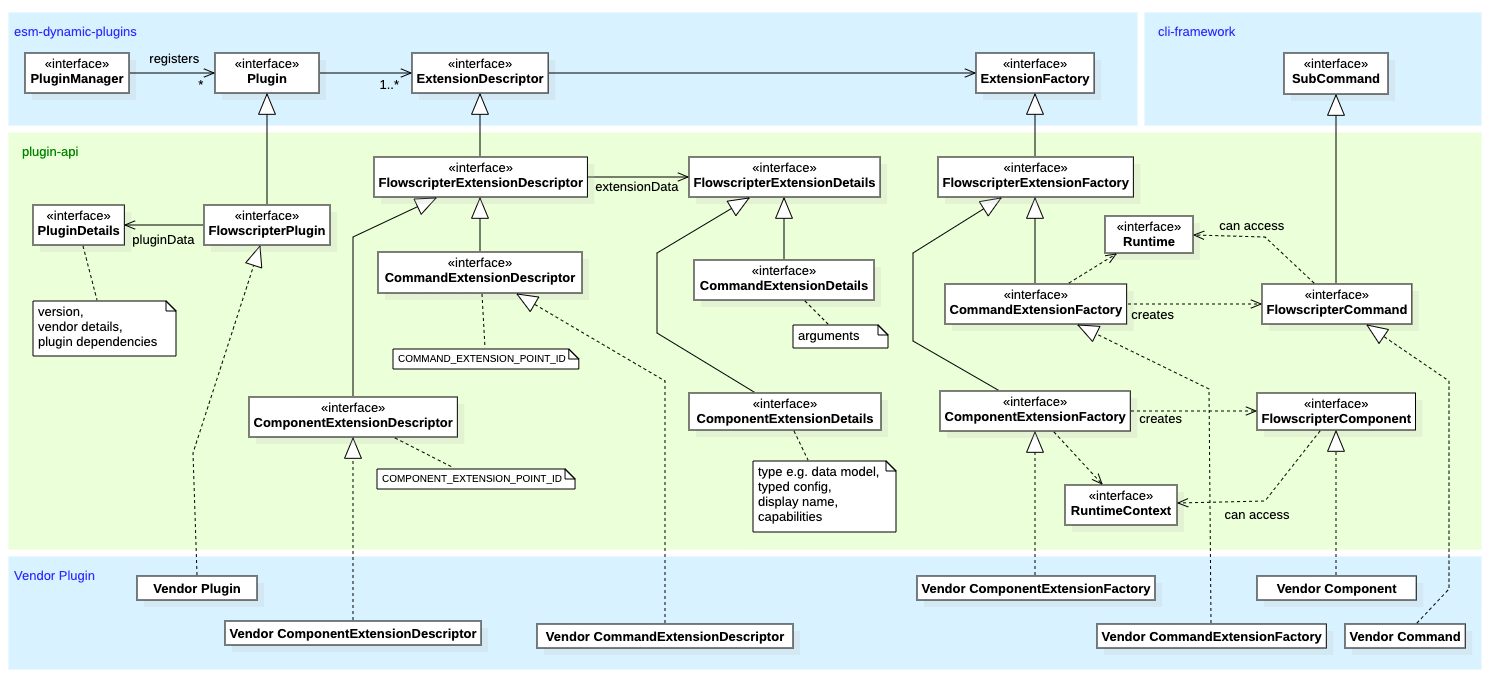 esm-dynamic-plugins
cli-framework
«interface»
PluginManager
registers
*
«interface»
Plugin
1..*
«interface»
ExtensionDescriptor
«interface»
ExtensionFactory
«interface»
SubCommand
plugin-api
«interface»
FlowscripterExtensionDescriptor
extensionData
«interface»
FlowscripterExtensionDetails
«interface»
FlowscripterExtensionFactory
«interface»
PluginDetails
pluginData
«interface»
FlowscripterPlugin
«interface»
Runtime
can access
«interface»
CommandExtensionDescriptor
«interface»
CommandExtensionDetails
«interface»
CommandExtensionFactory
creates
«interface»
FlowscripterCommand
version,
vendor details,
plugin dependencies
COMMAND_EXTENSION_POINT_ID
arguments
«interface»
ComponentExtensionDescriptor
«interface»
ComponentExtensionDetails
«interface»
ComponentExtensionFactory
creates
«interface»
FlowscripterComponent
COMPONENT_EXTENSION_POINT_ID
type e.g. data model,
typed config,
display name,
capabilities
«interface»
RuntimeContext
can access
Vendor Plugin
Vendor Plugin
Vendor ComponentExtensionFactory
Vendor Component
Vendor ComponentExtensionDescriptor
Vendor CommandExtensionDescriptor
Vendor CommandExtensionFactory
Vendor Command